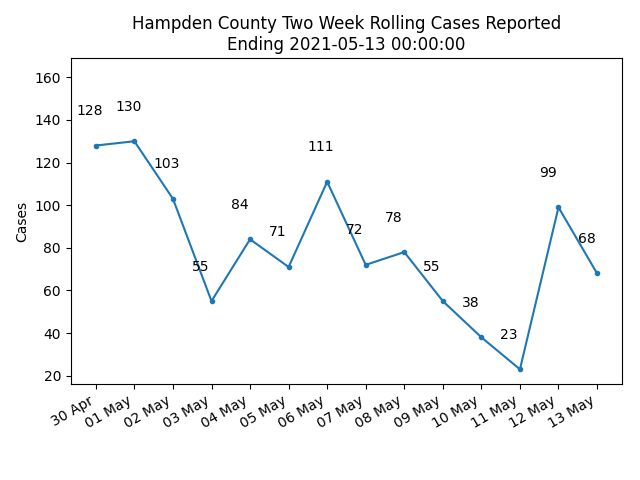 Hampden County Two Week Rolling Cases Reported
Ending 2021-05-13 00:00:00
Cases
160
140
120
100
80
60
40
20
128
130
103
55
84
71
111
72
78
55
38
23
99
68
30 Apr
01 May
02 May
03 May
04 May
05 May
06 May
07 May
08 May
09 May
10 May
11 May
12 May
13 May